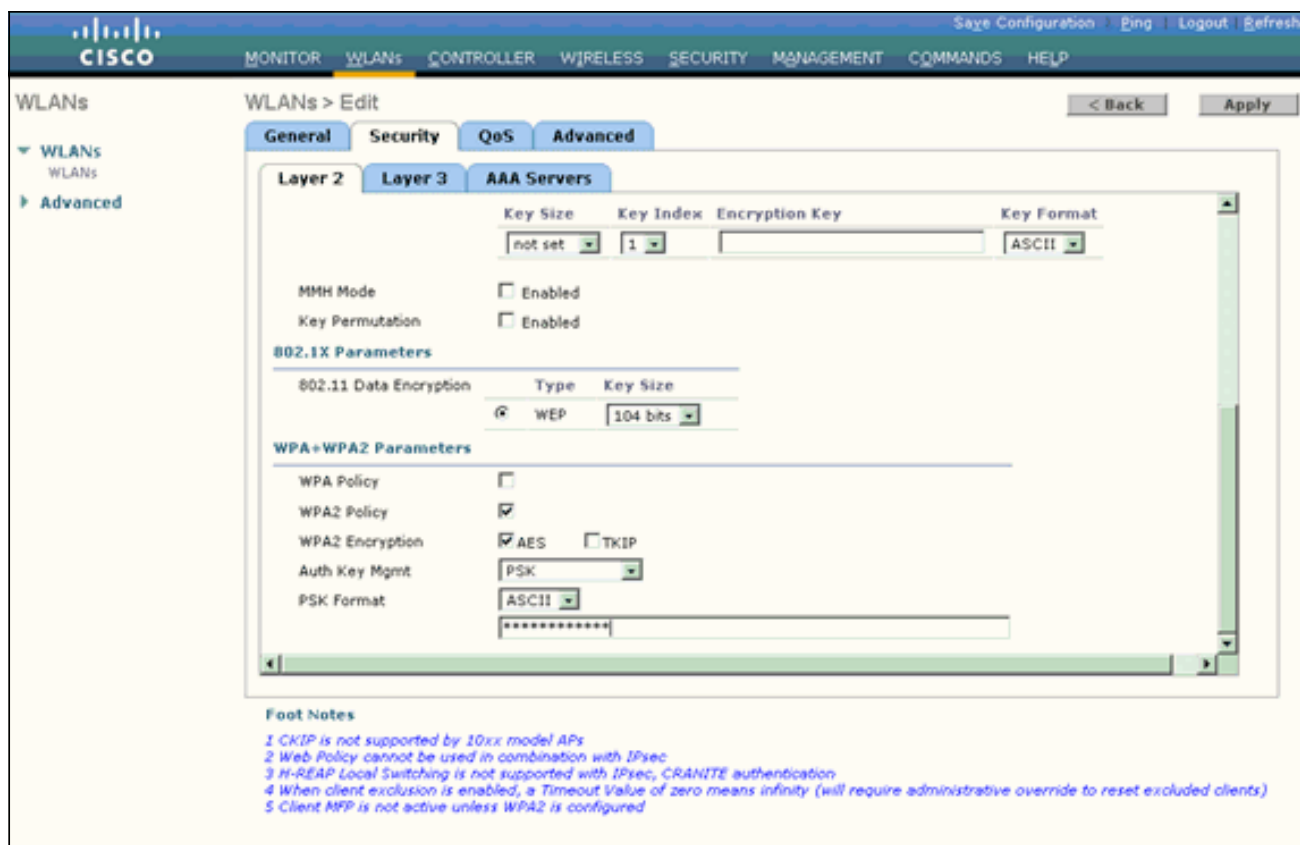 Save Configuration Ping Logout Refresh
CISCO
MONITOR WLANs CONTROLLER WIRELESS SECURITY MANAGEMENT COMMANDS HELP
WLANs
WLANs > Edit
< Back Apply
WLANs
WLANs
Advanced
General Security QoS Advanced
Layer 2 Layer 3 AAA Servers
Key Size Key Index Encryption Key Key Format
not set 1 ASCII
MMH Mode Enabled
Key Permutation Enabled
802.1X Parameters
802.11 Data Encryption Type Key Size
WEP 104 bits
WPA+WPA2 Parameters
WPA Policy
WPA2 Policy
WPA2 Encryption AES TKIP
Auth Key Mgmt PSK
PSK Format ASCII
************
Foot Notes
1 CKIP is not supported by 10xx model APs
2 Web Policy cannot be used in combination with IPsec
3 H-REAP Local Switching is not supported with IPsec, CRANITE authentication
4 When client exclusion is enabled, a Timeout Value of zero means infinity (will require administrative override to reset excluded clients)
5 Client MFP is not active unless WPA2 is configured